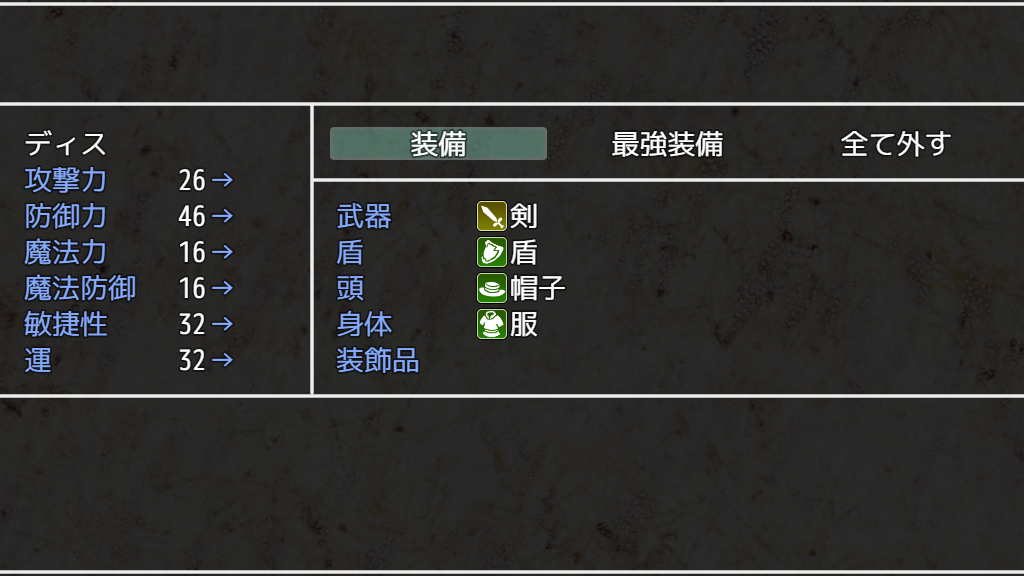 ディス
攻撃力 26→
防御力 46→
魔法力 16→
魔法防御 16→
敏捷性 32→
運 32→
装備 最強装備 全て外す
武器 剣
盾 盾
頭 帽子
身体 服
装飾品